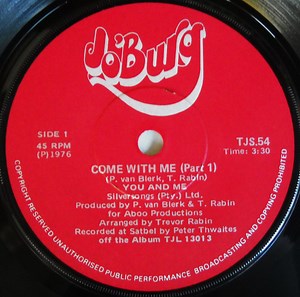 Jo'Burg
SIDE 1
45 RPM
(P)1976
TJS.54
Time: 3:30
COME WITH ME (Part 1)
(P. van Blerk, T. Rabin)
YOU AND ME
Silversongs (Pty.) Ltd.
Produced by P. van Blerk & T. Rabin
for Aboo Productions
Arranged by Trevor Rabin
Recorded at Satbel by Peter Thwaites
off the Album TJL 13013
COPYRIGHT RESERVED UNAUTHORISED PUBLIC PERFORMANCE BROADCASTING AND COPYING PROHIBITED